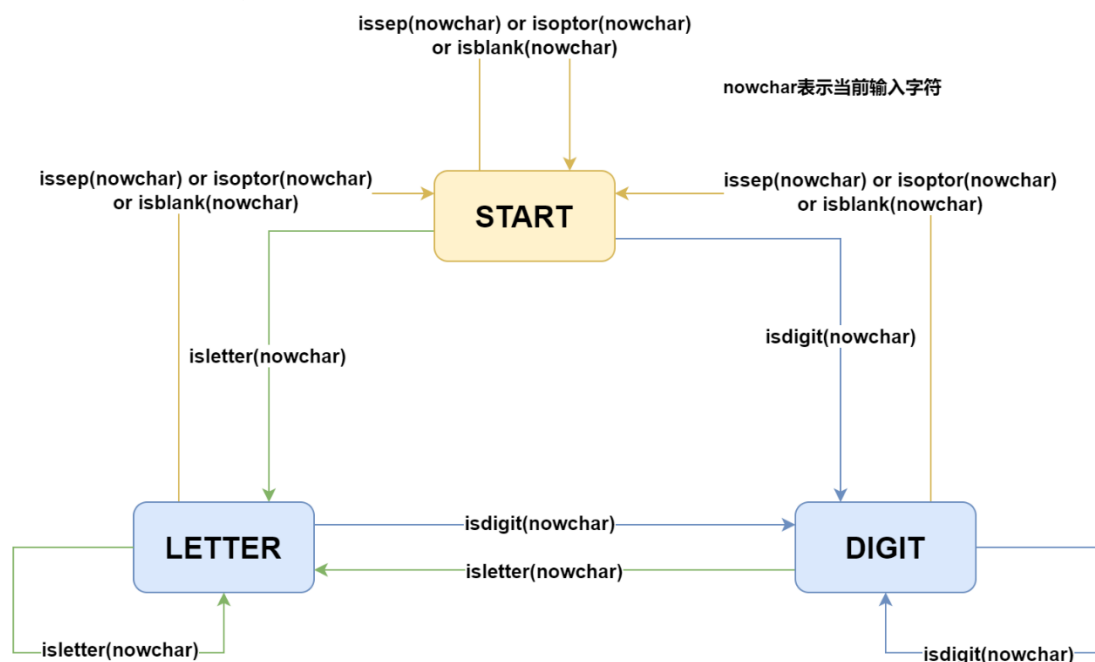 issep(nowchar) or isoptor(nowchar)
or isblank(nowchar)
nowchar表示当前输入字符
issep(nowchar) or isoptor(nowchar)
or isblank(nowchar)
issep(nowchar) or isoptor(nowchar)
or isblank(nowchar)
START
isletter(nowchar)
isdigit(nowchar)
LETTER
isdigit(nowchar)
isletter(nowchar)
DIGIT
isletter(nowchar)
isdigit(nowchar)